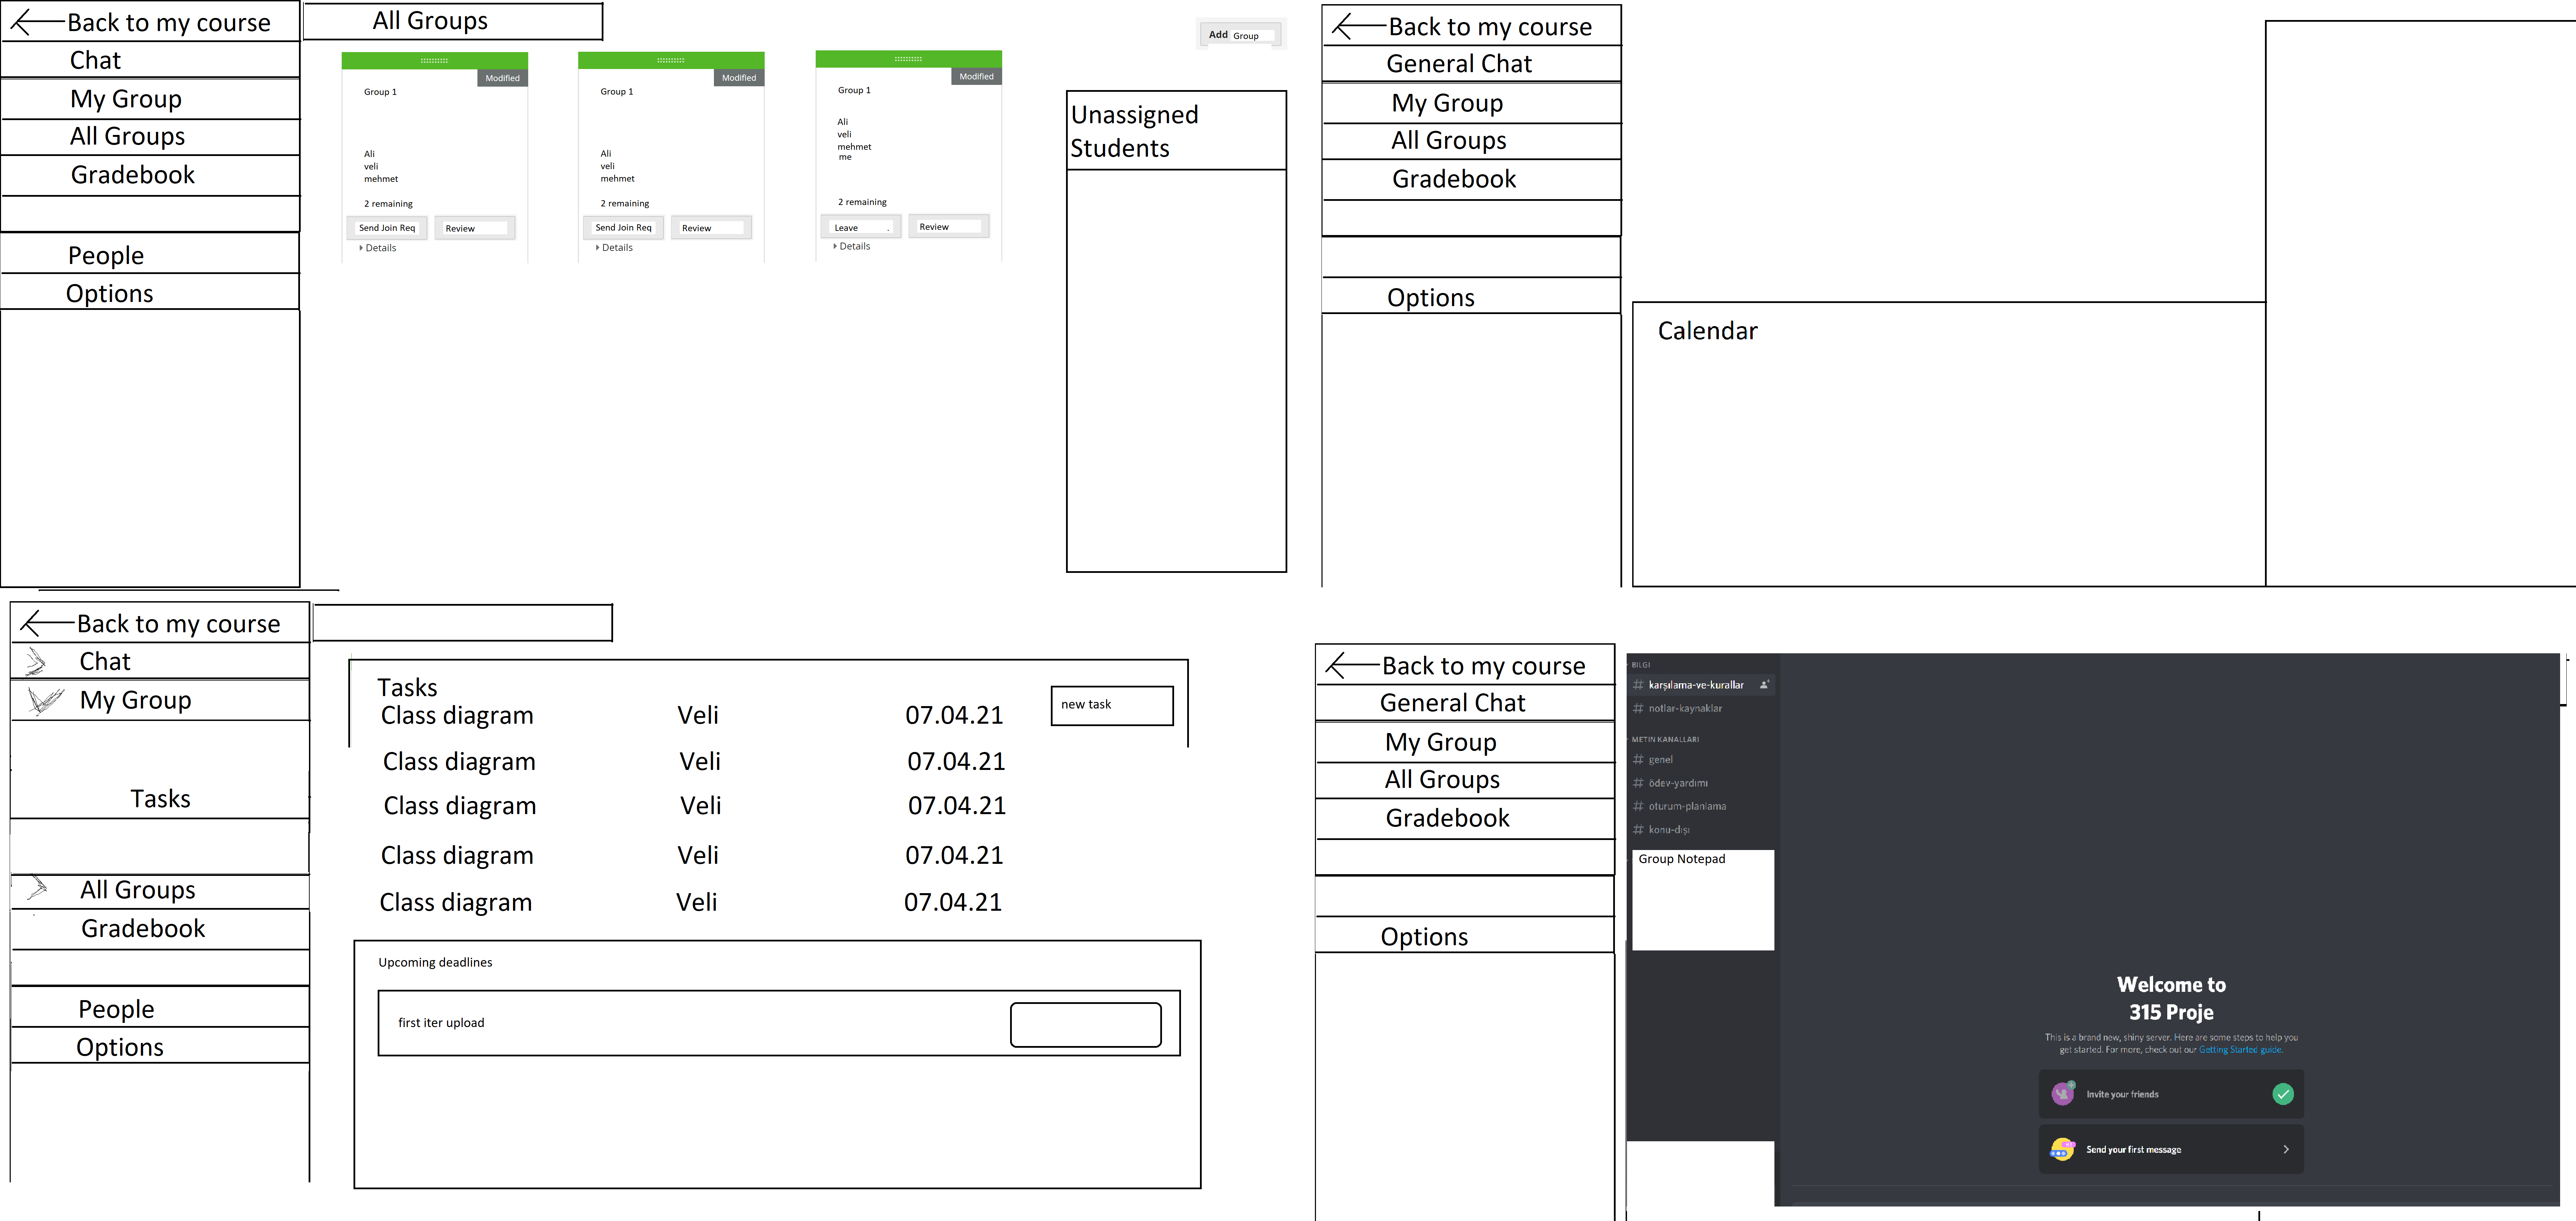 Back to my course
Chat
My Group
All Groups
Gradebook
People
Options
All Groups
Add Group
Modified
Group 1
Ali
veli
mehmet
2 remaining
Send Join Req
Review
Details
Modified
Group 1
Ali
veli
mehmet
2 remaining
Send Join Req
Review
Details
Modified
Group 1
Ali
veli
mehmet
me
2 remaining
Leave .
Review
Details
Unassigned
Students
Back to my course
General Chat
My Group
All Groups
Gradebook
Options
Calendar
Back to my course
Chat
My Group
Tasks
All Groups
Gradebook
People
Options
Tasks
new task
Class diagram Veli 07.04.21
Class diagram Veli 07.04.21
Class diagram Veli 07.04.21
Class diagram Veli 07.04.21
Class diagram Veli 07.04.21
Upcoming deadlines
first iter upload
Back to my course
General Chat
My Group
All Groups
Gradebook
Options
BILGI
# karşılama-ve-kurallar
# notlar-kaynaklar
METIN KANALLARI
# genel
# ödev-yardımı
# oturum-planlama
# konu-dışı
Group Notepad
Welcome to
315 Proje
This is a brand new, shiny server. Here are some steps to help you
get started. For more, check out our Getting Started guide.
Invite your friends
Send your first message